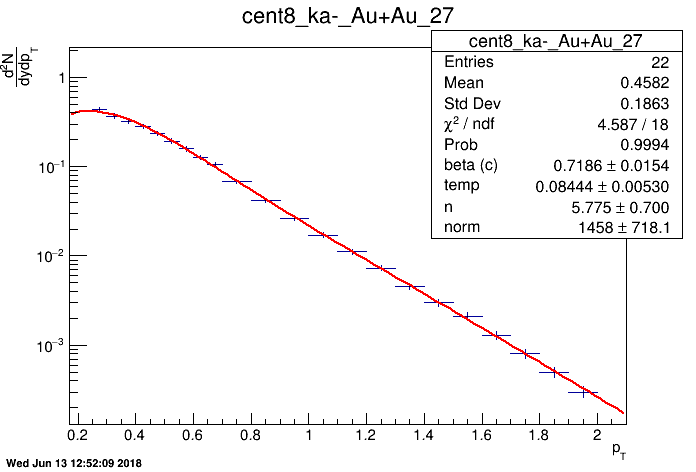 cent8_ka-_Au+Au_27
d²N
dydp_T
cent8_ka-_Au+Au_27
Entries 22
Mean 0.4582
Std Dev 0.1863
χ² / ndf 4.587 / 18
Prob 0.9994
beta (c) 0.7186 ± 0.0154
temp 0.08444 ± 0.00530
n 5.775 ± 0.700
norm 1458 ± 718.1
1
10⁻¹
10⁻²
10⁻³
0.2 0.4 0.6 0.8 1 1.2 1.4 1.6 1.8 2
p_T
Wed Jun 13 12:52:09 2018